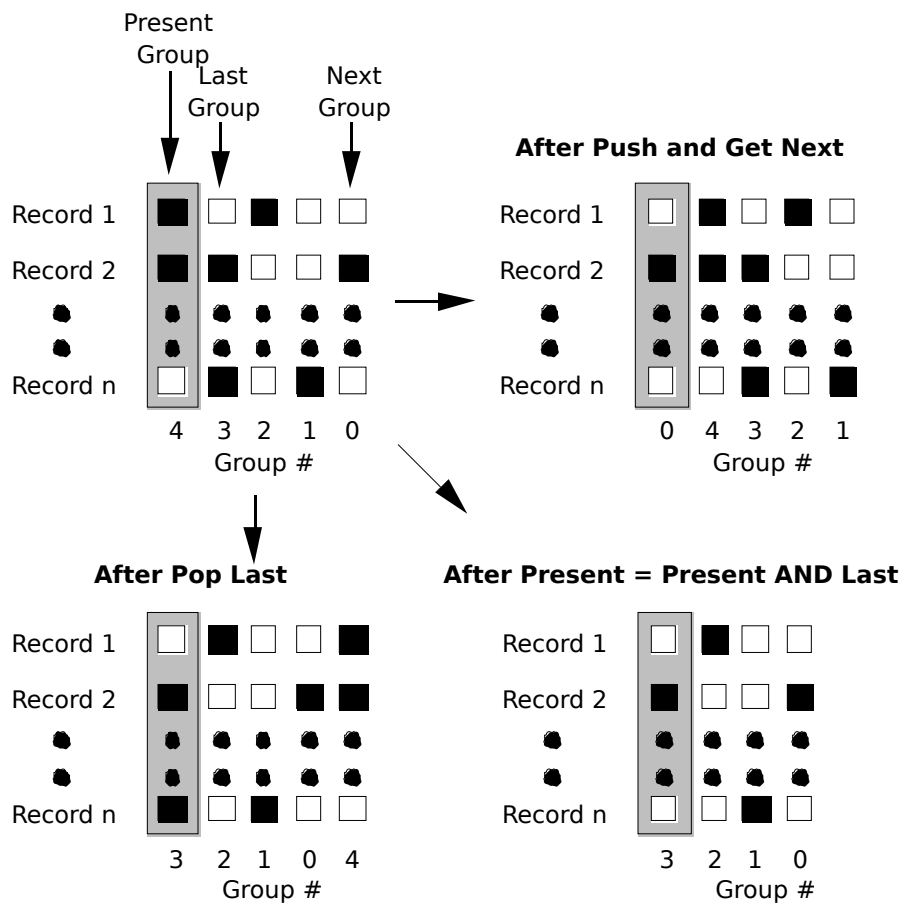 Present
Group
Last
Group
Next
Group
Record 1
Record 2
Record n
4 3 2 1 0
Group #
After Push and Get Next
Record 1
Record 2
Record n
0 4 3 2 1
Group #
After Pop Last
Record 1
Record 2
Record n
3 2 1 0 4
Group #
After Present = Present AND Last
Record 1
Record 2
Record n
3 2 1 0
Group #